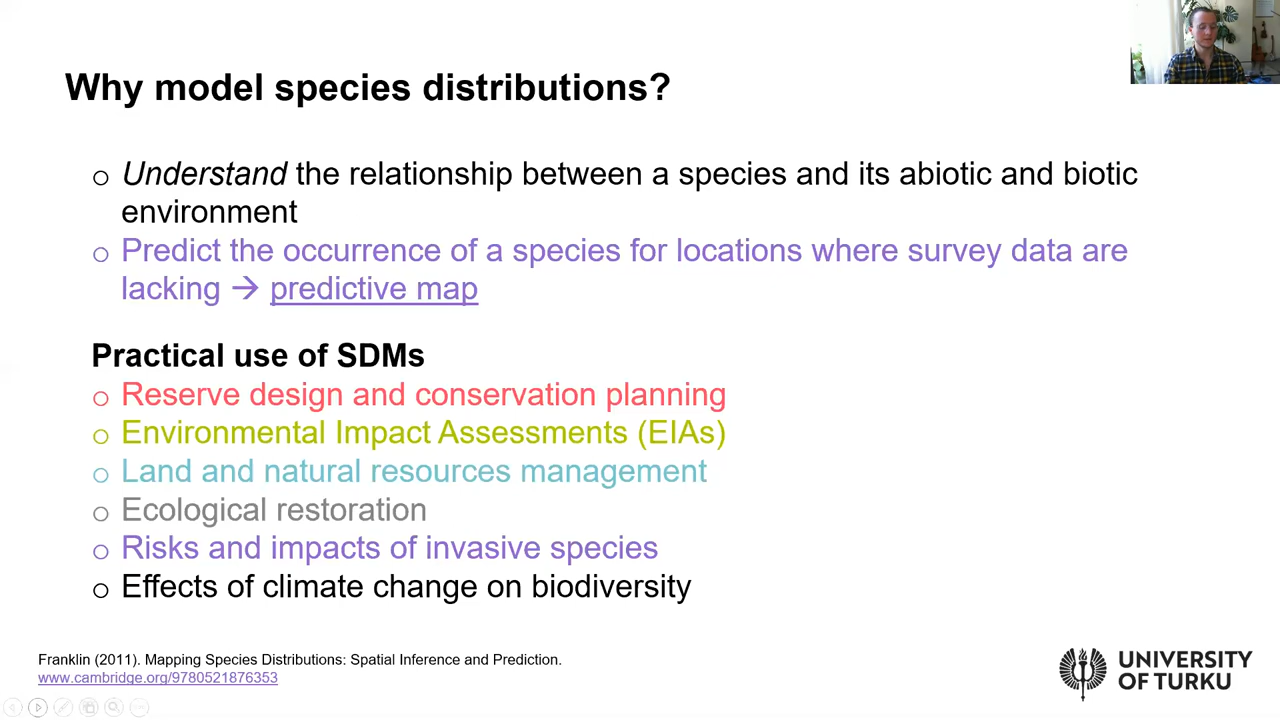 Why model species distributions?
o Understand the relationship between a species and its abiotic and biotic
environment
o Predict the occurrence of a species for locations where survey data are
lacking → predictive map
Practical use of SDMs
o Reserve design and conservation planning
o Environmental Impact Assessments (EIAs)
o Land and natural resources management
o Ecological restoration
o Risks and impacts of invasive species
o Effects of climate change on biodiversity
Franklin (2011). Mapping Species Distributions: Spatial Inference and Prediction.
www.cambridge.org/9780521876353
UNIVERSITY
OF TURKU